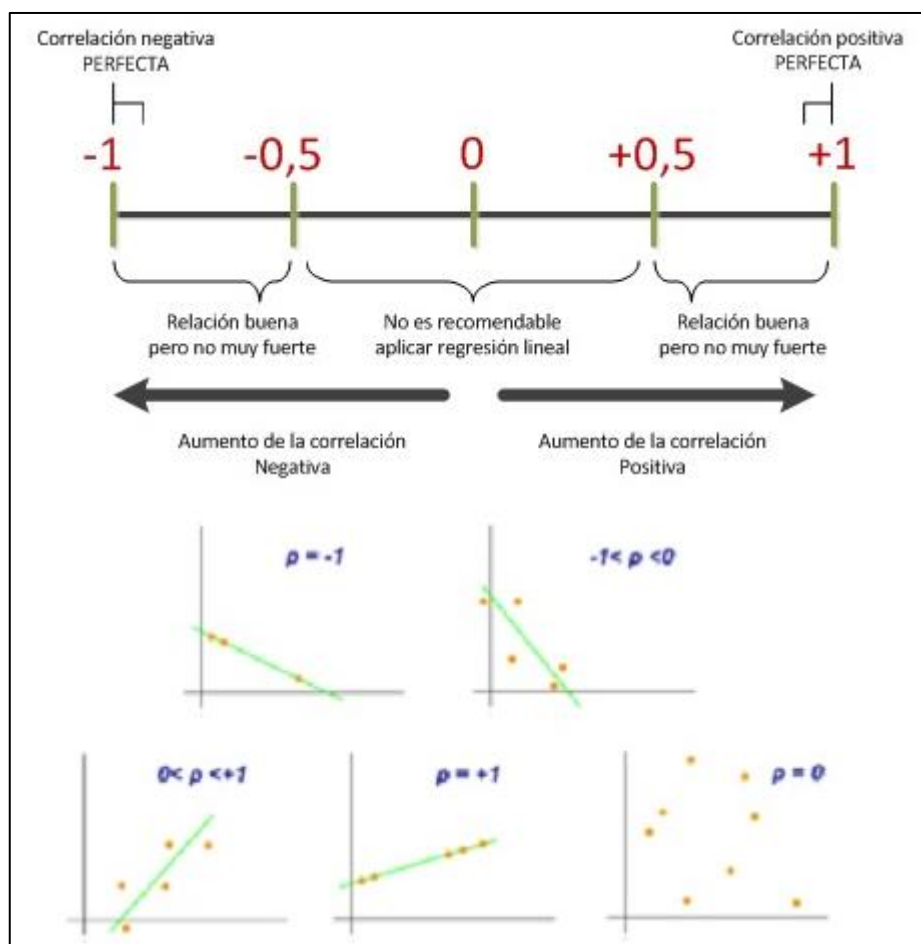 Correlación negativa
PERFECTA
Correlación positiva
PERFECTA
-1
-0,5
0
+0,5
+1
Relación buena
pero no muy fuerte
No es recomendable
aplicar regresión lineal
Relación buena
pero no muy fuerte
Aumento de la correlación
Negativa
Aumento de la correlación
Positiva
ρ = -1
-1< ρ <0
0< ρ <+1
ρ = +1
ρ = 0